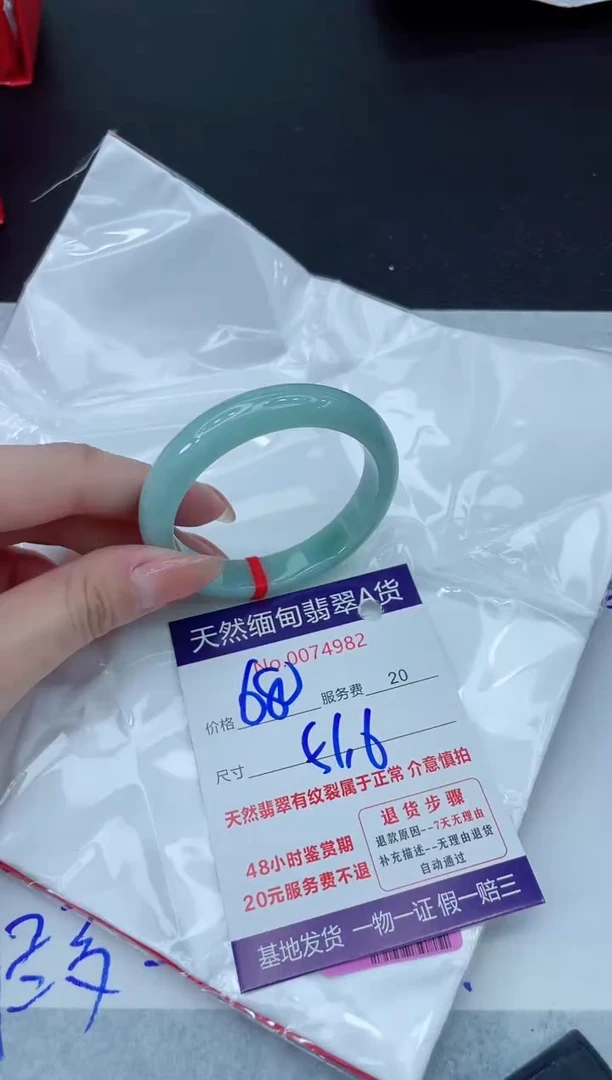 天然缅甸翡翠A货
No.0074982
价格 680 服务费 20
尺寸 51.6
天然翡翠有纹裂属于正常 介意慎拍
48小时鉴赏期
20元服务费不退
退货步骤
退款原因--7天无理由
补充描述--无理由退货
自动通过
基地发货 一物一证 假一赔三